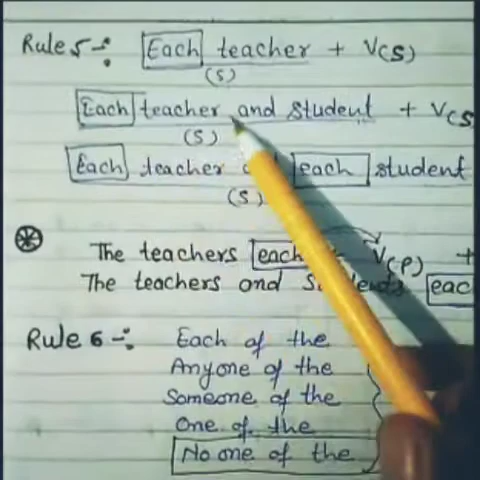 Rule 5 -: Each teacher + V(S)
(S)
Each teacher and student + V(S
(S)
Each teacher each student
(S)
The teachers each V(P) +
The teachers and eac
Rule 6 -: Each of the
Anyone of the
Someone of the
One of the
No one of the